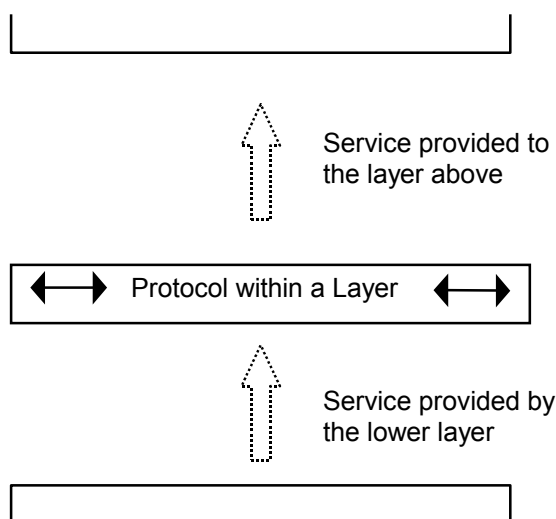 Service provided to
the layer above
Protocol within a Layer
Service provided by
the lower layer